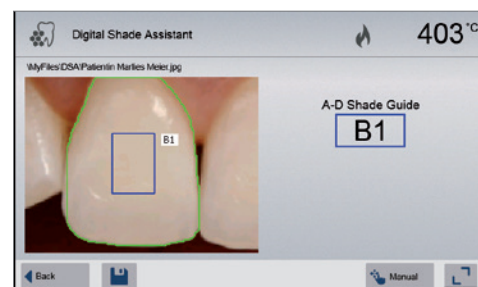 Digital Shade Assistant
403°C
\MyFiles\DSA\Patientin Marlies Meier.jpg
B1
A-D Shade Guide
B1
Back
Manual